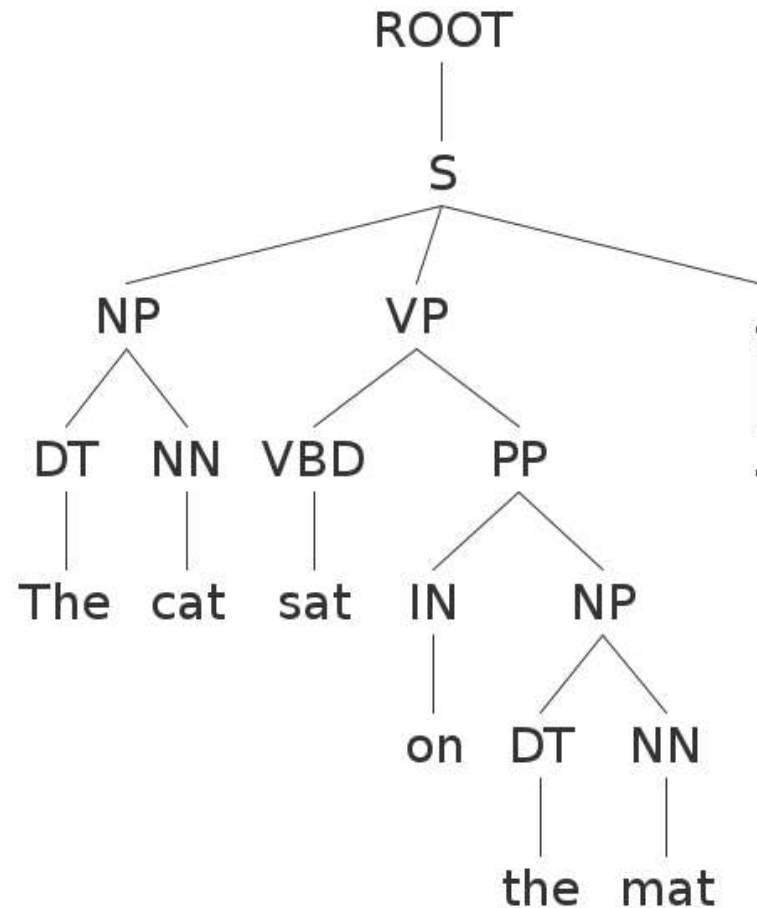 ROOT
S
NP VP
DT NN VBD PP
The cat sat IN NP
on DT NN
the mat